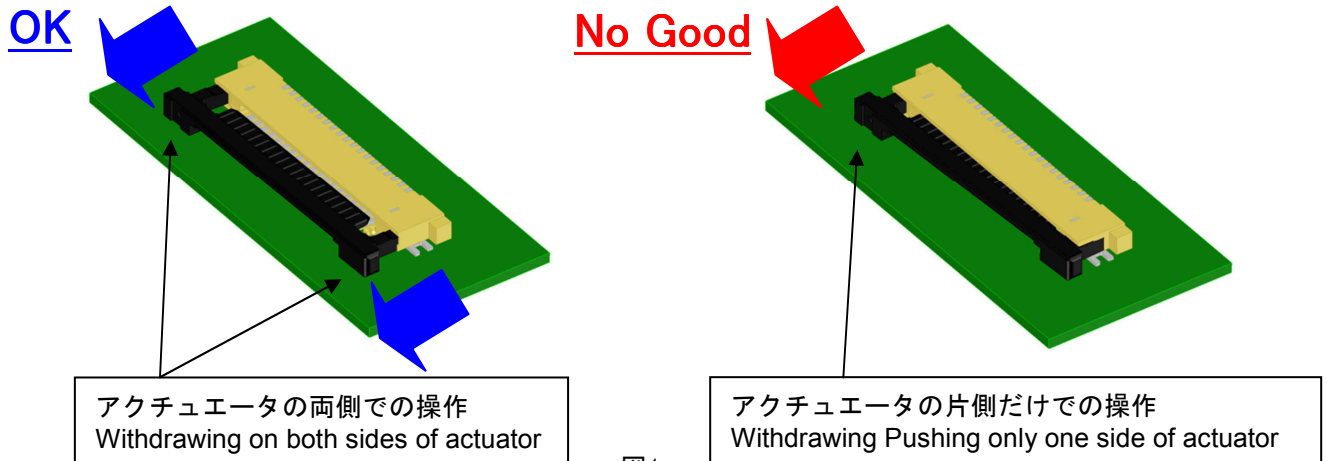 OK
No Good
アクチュエータの両側での操作
Withdrawing on both sides of actuator
アクチュエータの片側だけでの操作
Withdrawing Pushing only one side of actuator